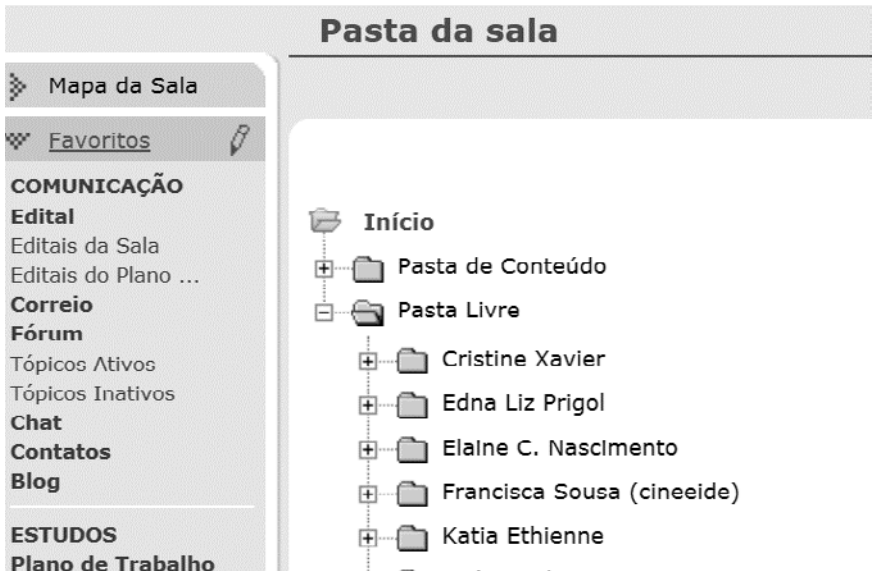 Pasta da sala
Mapa da Sala
Favoritos
COMUNICAÇÃO
Edital
Editais da Sala
Editais do Plano ...
Correio
Fórum
Tópicos Ativos
Tópicos Inativos
Chat
Contatos
Blog
ESTUDOS
Plano de Trabalho
Início
Pasta de Conteúdo
Pasta Livre
Cristine Xavier
Edna Liz Prigol
Elaine C. Nascimento
Francisca Sousa (cineeide)
Katia Ethienne